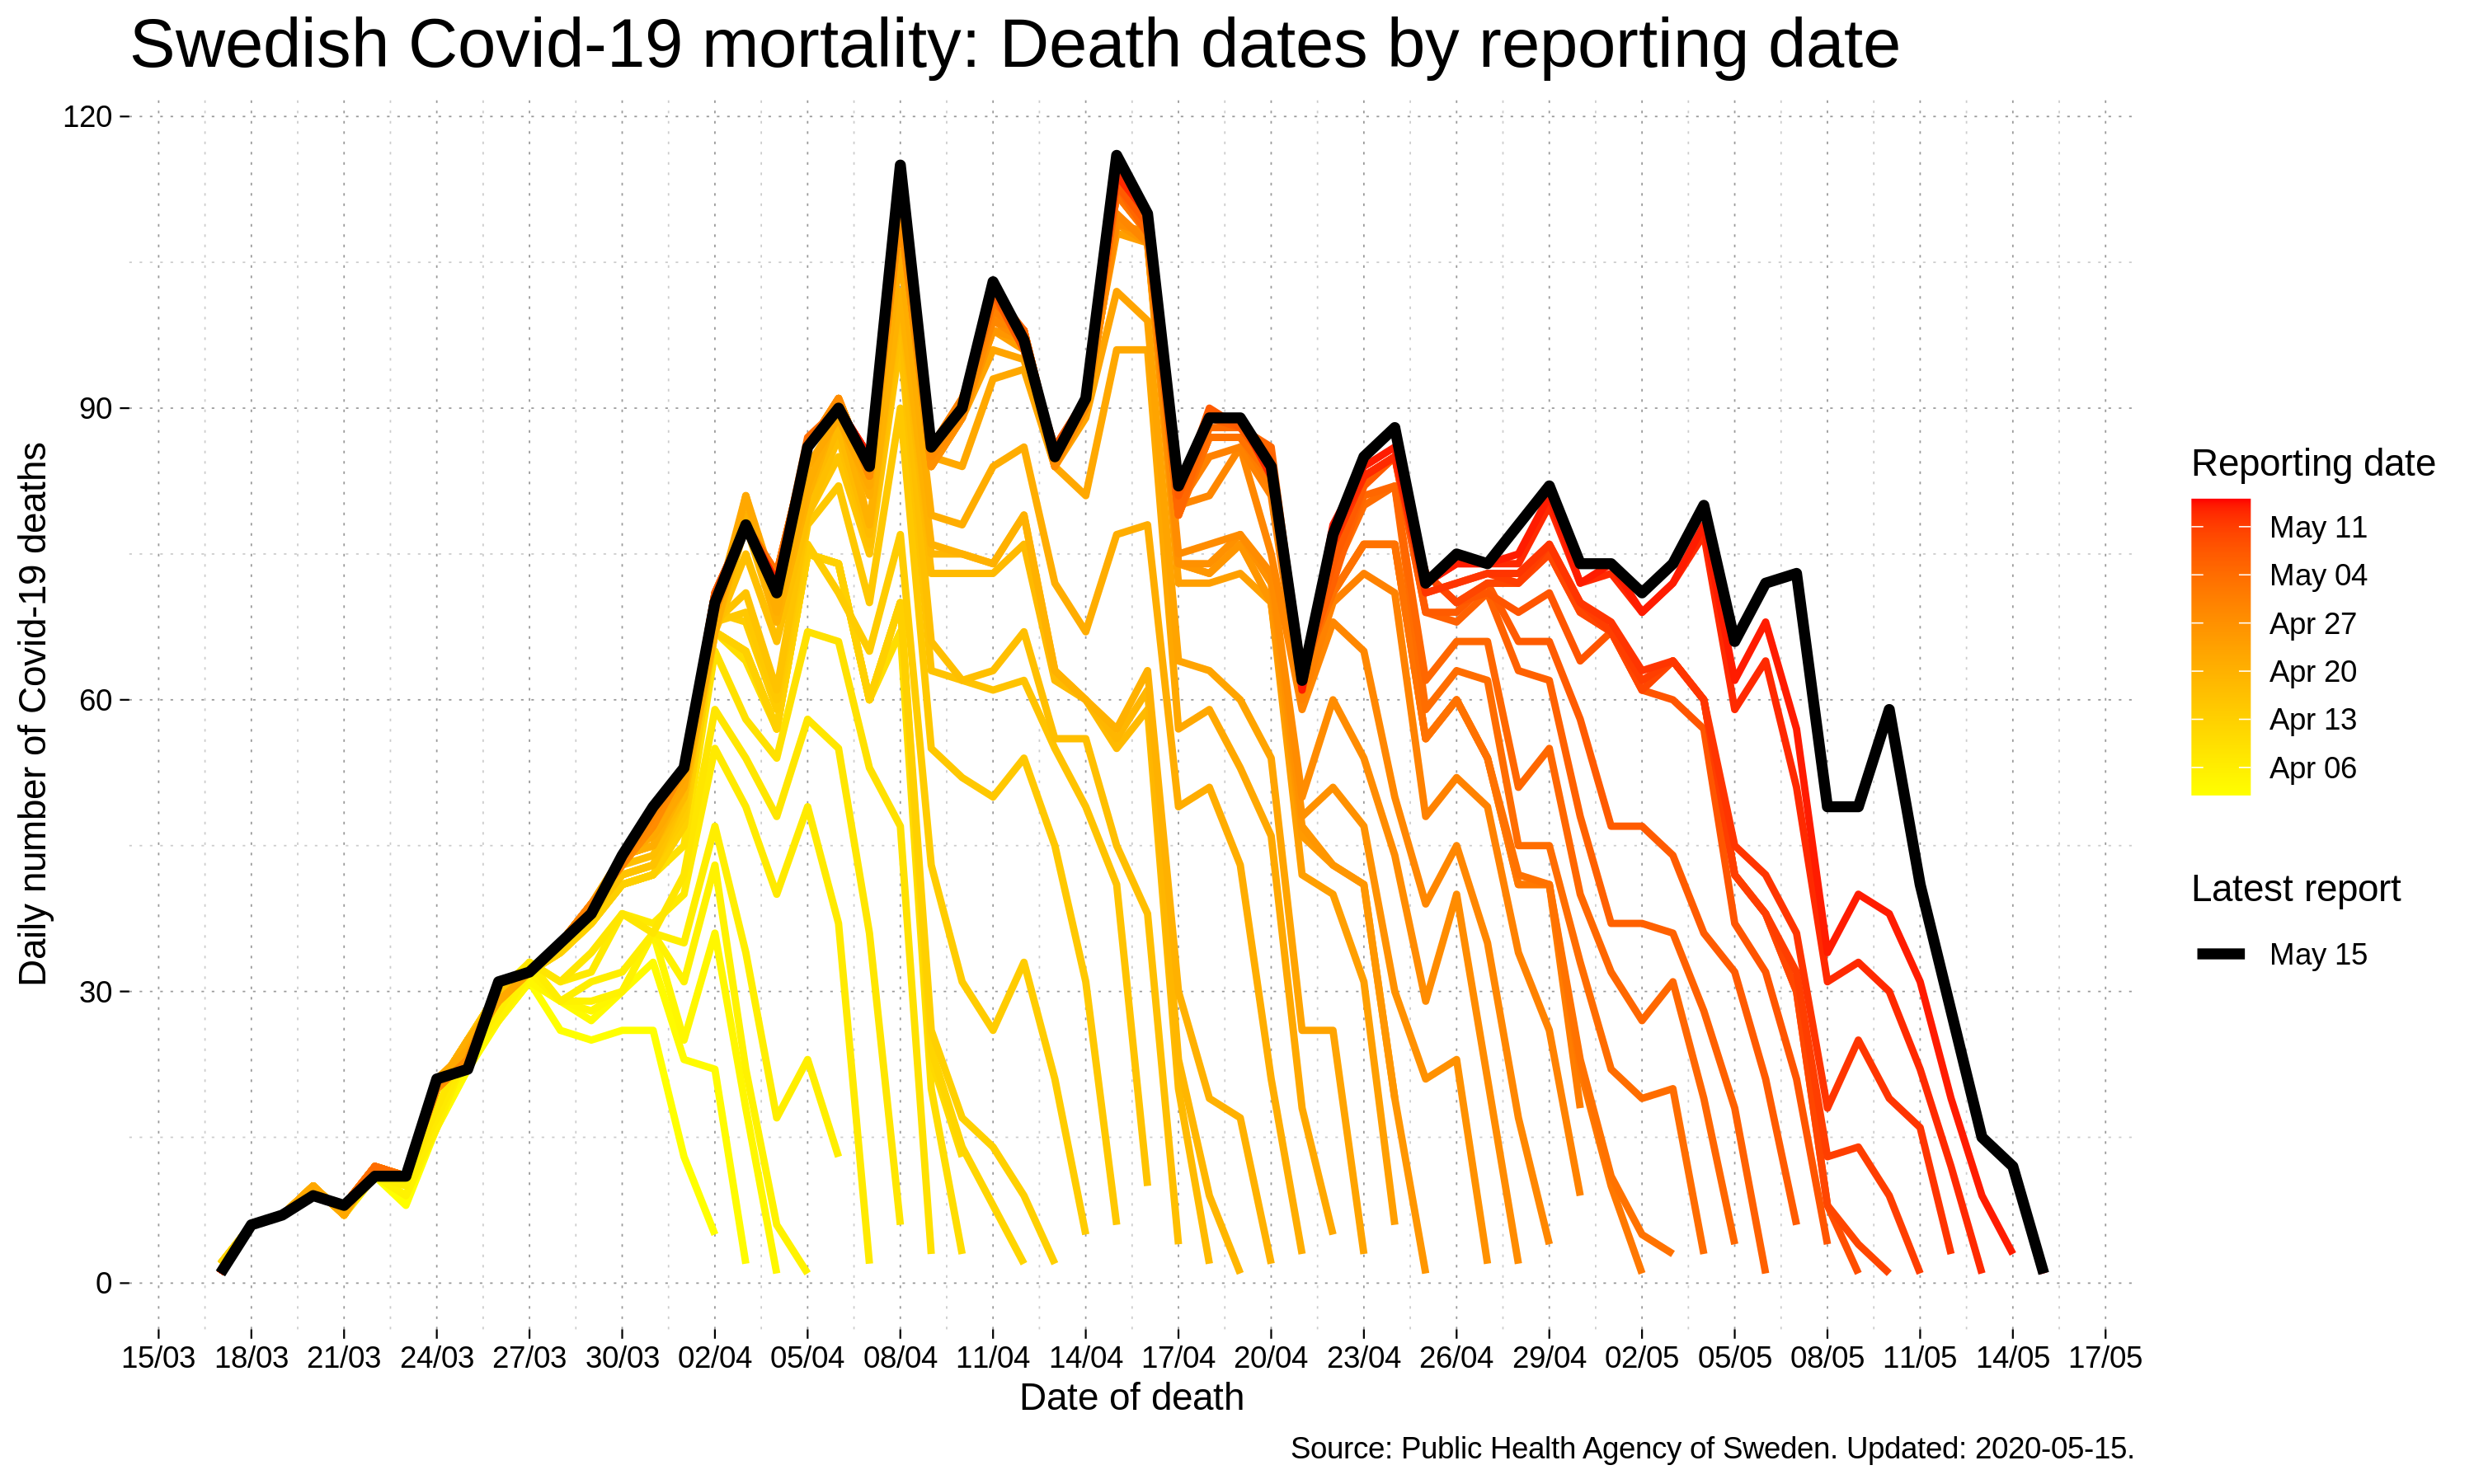 Swedish Covid-19 mortality: Death dates by reporting date
Daily number of Covid-19 deaths
120
90
60
30
0
15/03 18/03 21/03 24/03 27/03 30/03 02/04 05/04 08/04 11/04 14/04 17/04 20/04 23/04 26/04 29/04 02/05 05/05 08/05 11/05 14/05 17/05
Date of death
Reporting date
May 11
May 04
Apr 27
Apr 20
Apr 13
Apr 06
Latest report
May 15
Source: Public Health Agency of Sweden. Updated: 2020-05-15.